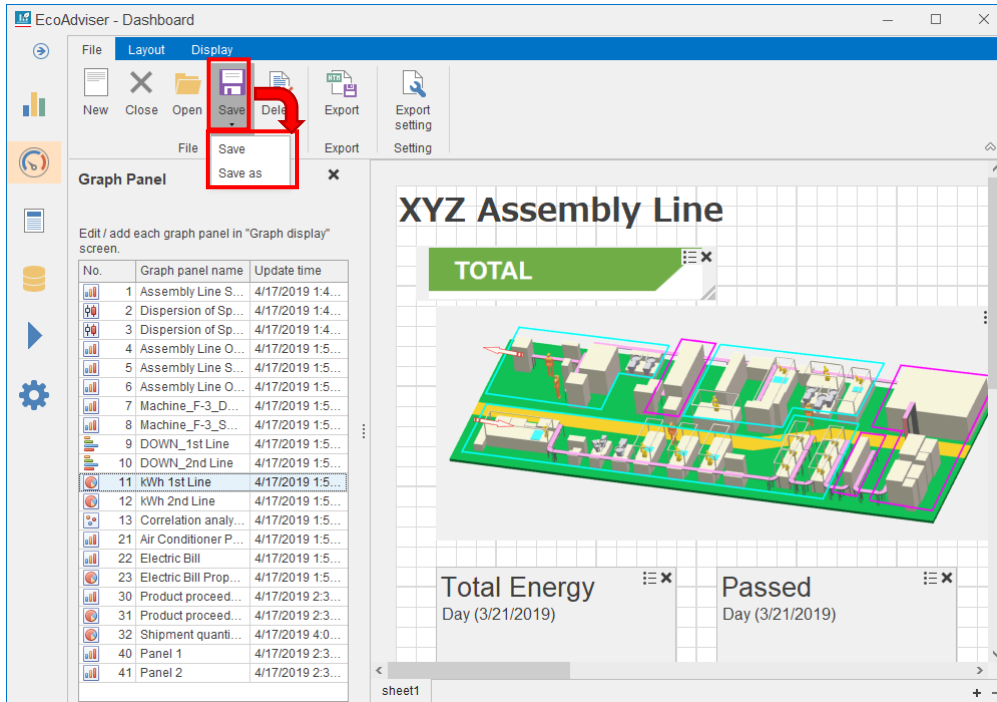 EcoAdviser - Dashboard
File Layout Display
New Close Open Save Export Export setting
File Export Setting
Save
Save as
Graph Panel
Edit / add each graph panel in "Graph display"
screen.
No. Graph panel name Update time
1 Assembly Line S... 4/17/2019 1:4...
2 Dispersion of Sp... 4/17/2019 1:4...
3 Dispersion of Sp... 4/17/2019 1:4...
4 Assembly Line O... 4/17/2019 1:5...
5 Assembly Line S... 4/17/2019 1:5...
6 Assembly Line O... 4/17/2019 1:5...
7 Machine_F-3_D... 4/17/2019 1:5...
8 Machine_F-3_S... 4/17/2019 1:5...
9 DOWN_1st Line 4/17/2019 1:5...
10 DOWN_2nd Line 4/17/2019 1:5...
11 kWh 1st Line 4/17/2019 1:5...
12 kWh 2nd Line 4/17/2019 1:5...
13 Correlation analy... 4/17/2019 1:5...
21 Air Conditioner P... 4/17/2019 1:5...
22 Electric Bill 4/17/2019 1:5...
23 Electric Bill Prop... 4/17/2019 1:5...
30 Product proceed... 4/17/2019 2:3...
31 Product proceed... 4/17/2019 2:3...
32 Shipment quanti... 4/17/2019 4:0...
40 Panel 1 4/17/2019 2:3...
41 Panel 2 4/17/2019 2:3...
XYZ Assembly Line
TOTAL
Total Energy
Day (3/21/2019)
Passed
Day (3/21/2019)
sheet1